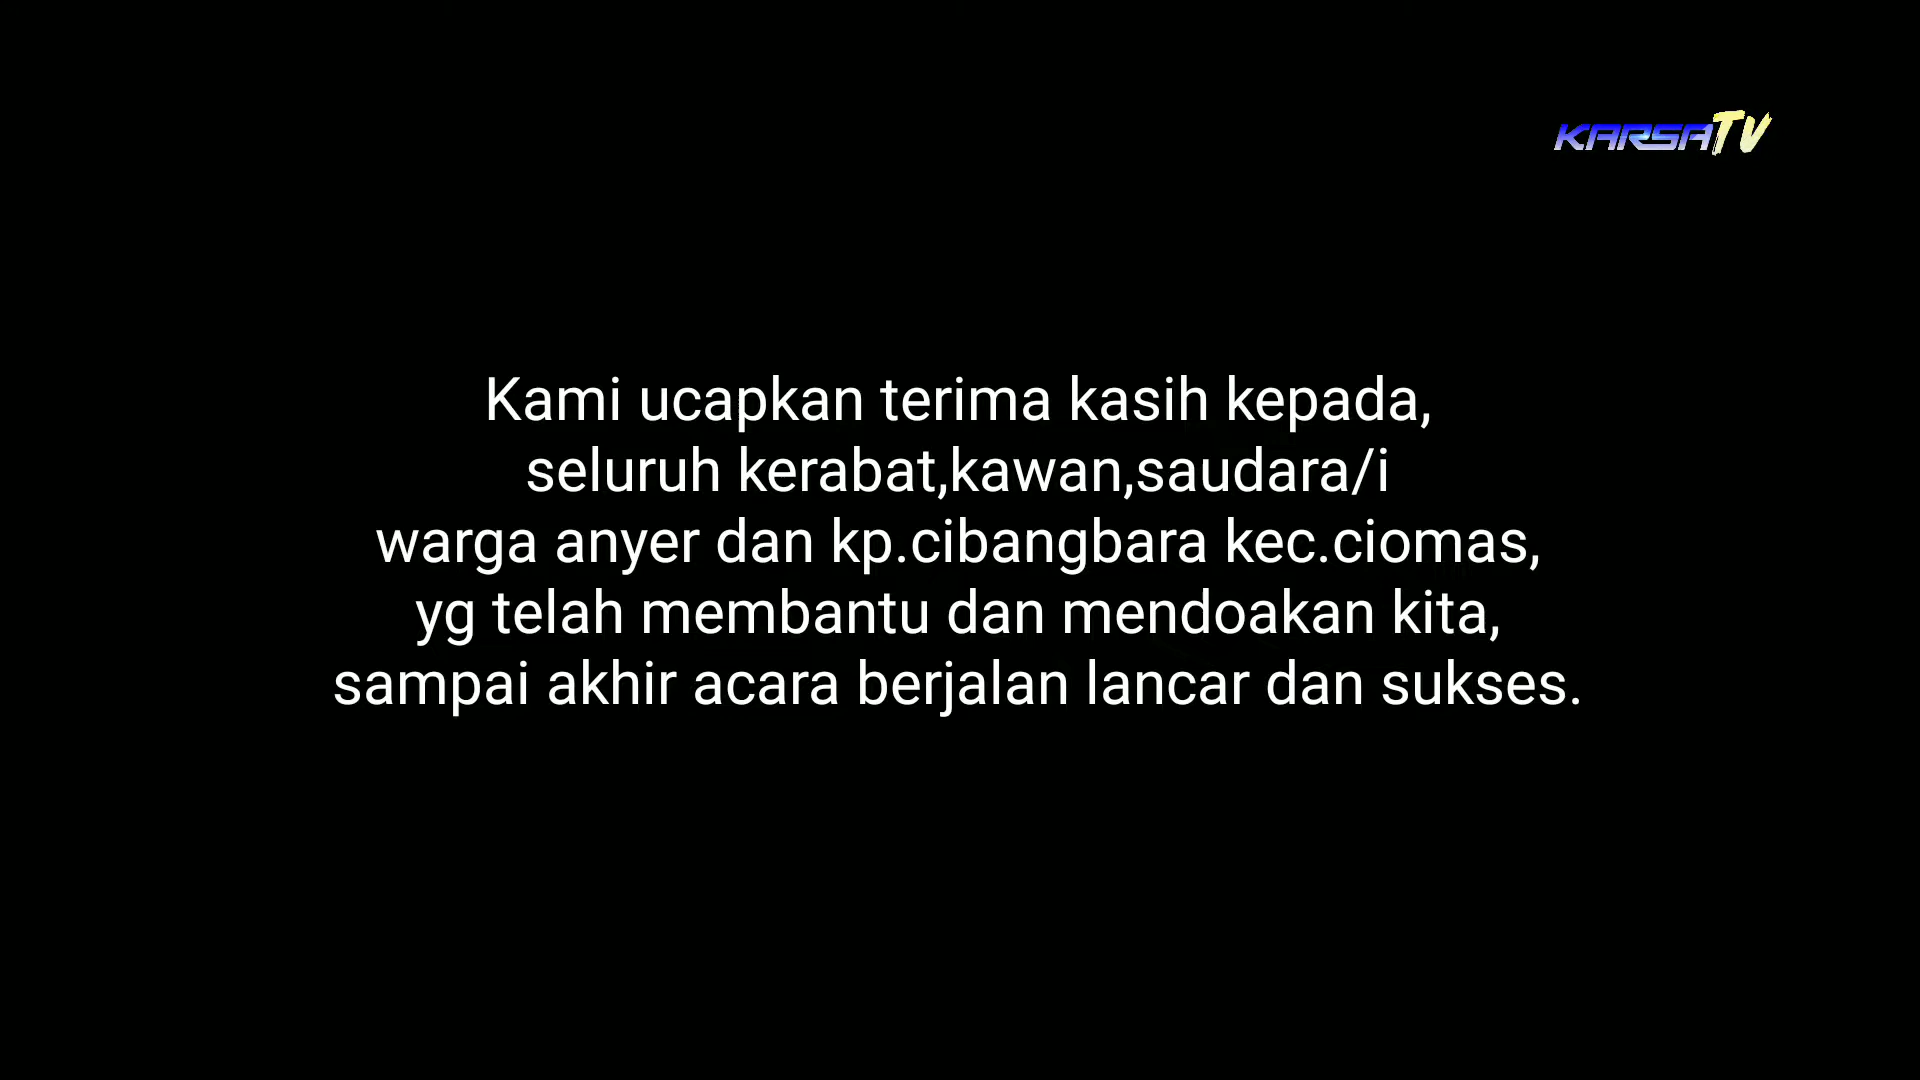 KARSATV
Kami ucapkan terima kasih kepada,
seluruh kerabat,kawan,saudara/i
warga anyer dan kp.cibangbara kec.ciomas,
yg telah membantu dan mendoakan kita,
sampai akhir acara berjalan lancar dan sukses.